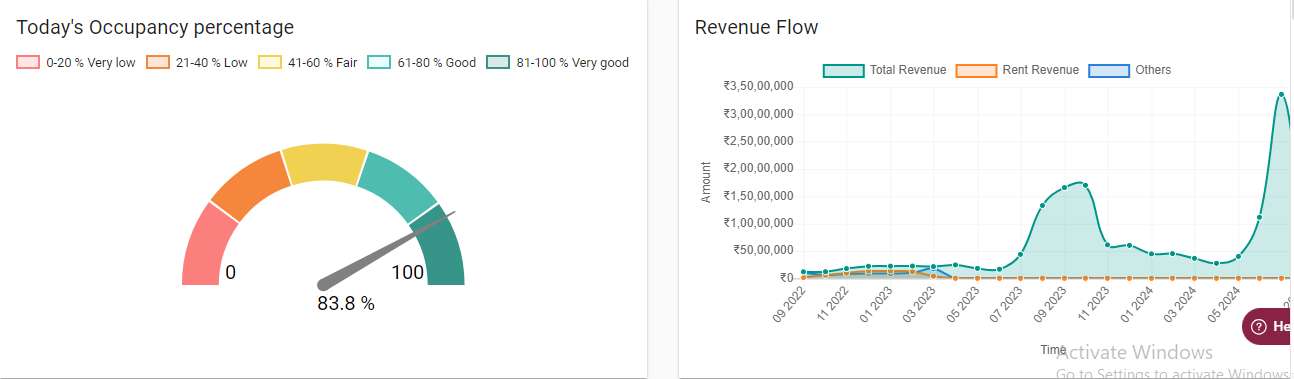 Today's Occupancy percentage
0-20 % Very low 21-40 % Low 41-60 % Fair 61-80 % Good 81-100 % Very good
0 100
83.8 %
Revenue Flow
Total Revenue Rent Revenue Others
Amount
₹3,50,00,000
₹3,00,00,000
₹2,50,00,000
₹2,00,00,000
₹1,50,00,000
₹1,00,00,000
₹50,00,000
₹0
09 2022 11 2022 01 2023 03 2023 05 2023 07 2023 09 2023 11 2023 01 2024 03 2024 05 2024
Time
? He
Activate Windows
Go to Settings to activate Windows